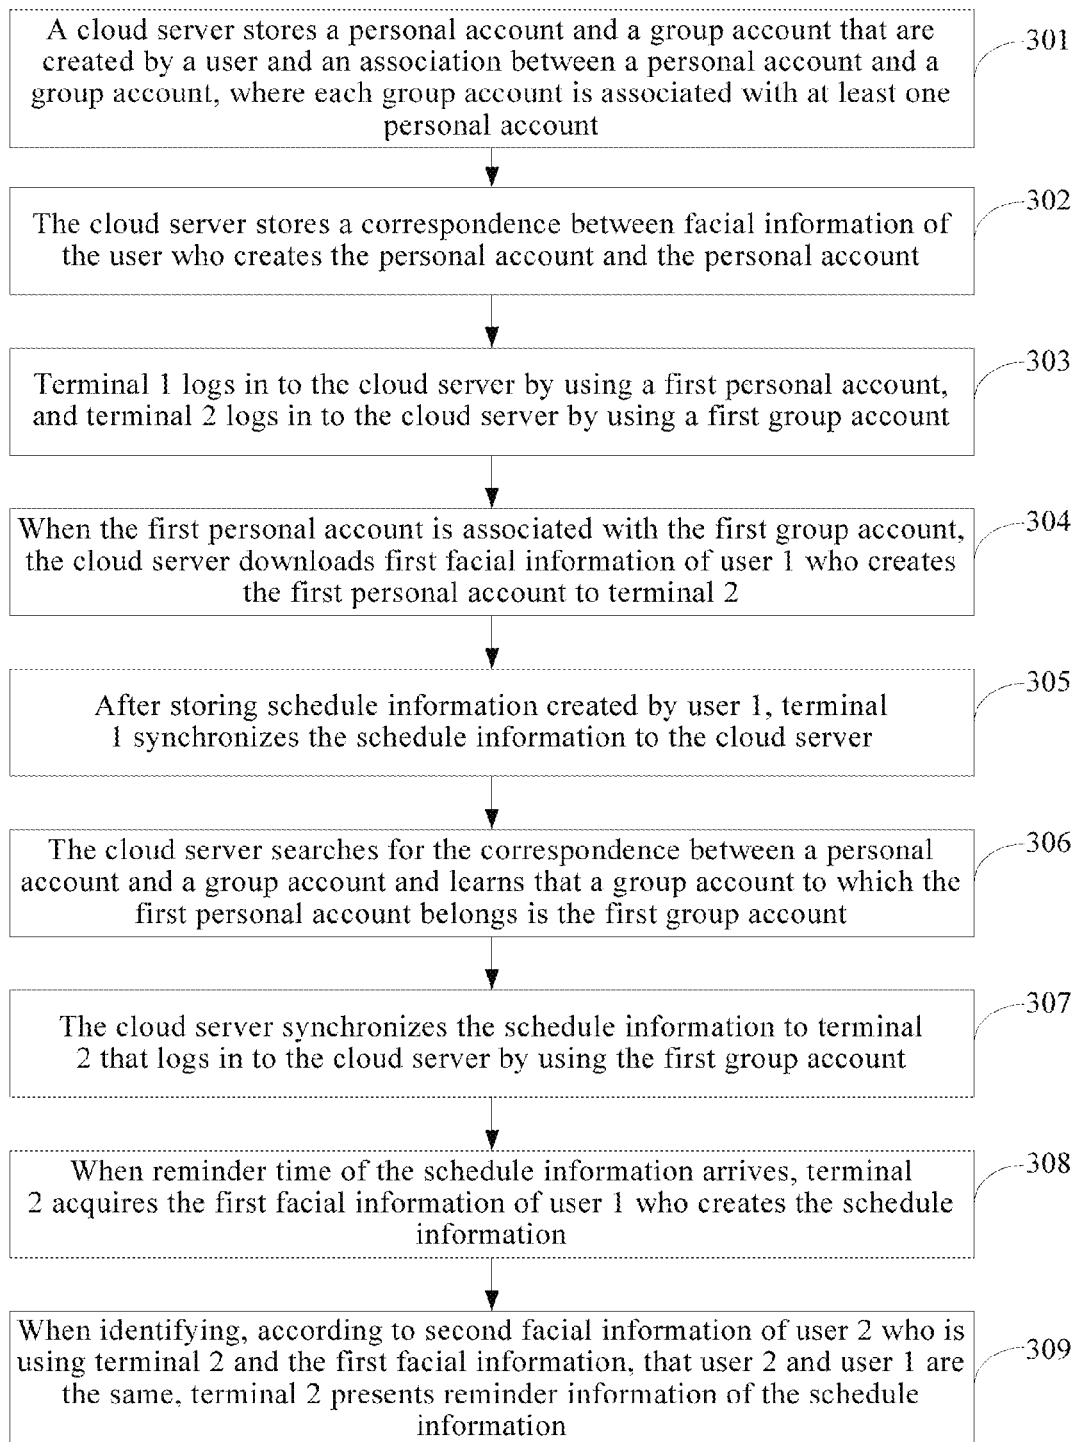 A cloud server stores a personal account and a group account that are
created by a user and an association between a personal account and a
group account, where each group account is associated with at least one
personal account
301
The cloud server stores a correspondence between facial information of
the user who creates the personal account and the personal account
302
Terminal 1 logs in to the cloud server by using a first personal account,
and terminal 2 logs in to the cloud server by using a first group account
303
When the first personal account is associated with the first group account,
the cloud server downloads first facial information of user 1 who creates
the first personal account to terminal 2
304
After storing schedule information created by user 1, terminal
1 synchronizes the schedule information to the cloud server
305
The cloud server searches for the correspondence between a personal
account and a group account and learns that a group account to which the
first personal account belongs is the first group account
306
The cloud server synchronizes the schedule information to terminal
2 that logs in to the cloud server by using the first group account
307
When reminder time of the schedule information arrives, terminal
2 acquires the first facial information of user 1 who creates the schedule
information
308
When identifying, according to second facial information of user 2 who is
using terminal 2 and the first facial information, that user 2 and user 1 are
the same, terminal 2 presents reminder information of the schedule
information
309